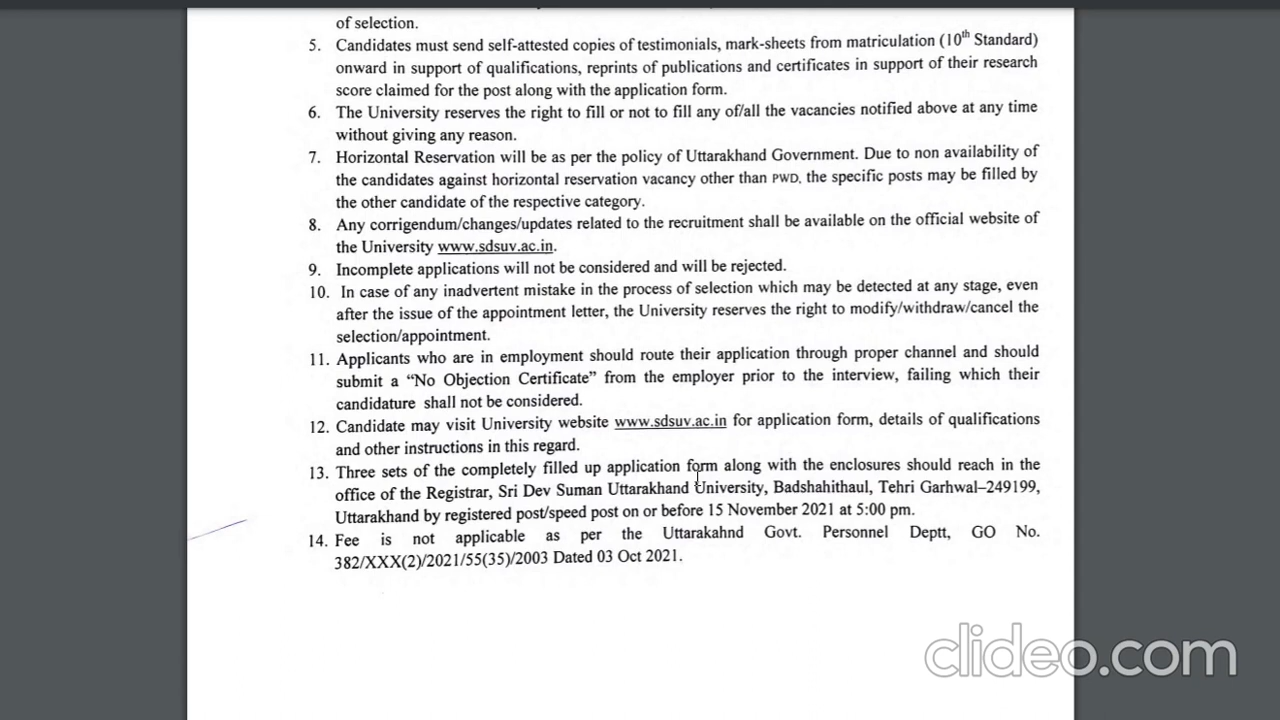 of selection.
5. Candidates must send self-attested copies of testimonials, mark-sheets from matriculation (10th Standard)
onward in support of qualifications, reprints of publications and certificates in support of their research
score claimed for the post along with the application form.
6. The University reserves the right to fill or not to fill any of/all the vacancies notified above at any time
without giving any reason.
7. Horizontal Reservation will be as per the policy of Uttarakhand Government. Due to non availability of
the candidates against horizontal reservation vacancy other than PWD, the specific posts may be filled by
the other candidate of the respective category.
8. Any corrigendum/changes/updates related to the recruitment shall be available on the official website of
the University www.sdsuv.ac.in.
9. Incomplete applications will not be considered and will be rejected.
10. In case of any inadvertent mistake in the process of selection which may be detected at any stage, even
after the issue of the appointment letter, the University reserves the right to modify/withdraw/cancel the
selection/appointment.
11. Applicants who are in employment should route their application through proper channel and should
submit a “No Objection Certificate” from the employer prior to the interview, failing which their
candidature shall not be considered.
12. Candidate may visit University website www.sdsuv.ac.in for application form, details of qualifications
and other instructions in this regard.
13. Three sets of the completely filled up application form along with the enclosures should reach in the
office of the Registrar, Sri Dev Suman Uttarakhand University, Badshahithaul, Tehri Garhwal–249199,
Uttarakhand by registered post/speed post on or before 15 November 2021 at 5:00 pm.
14. Fee is not applicable as per the Uttarakahnd Govt. Personnel Deptt, GO No.
382/XXX(2)/2021/55(35)/2003 Dated 03 Oct 2021.
clideo.com